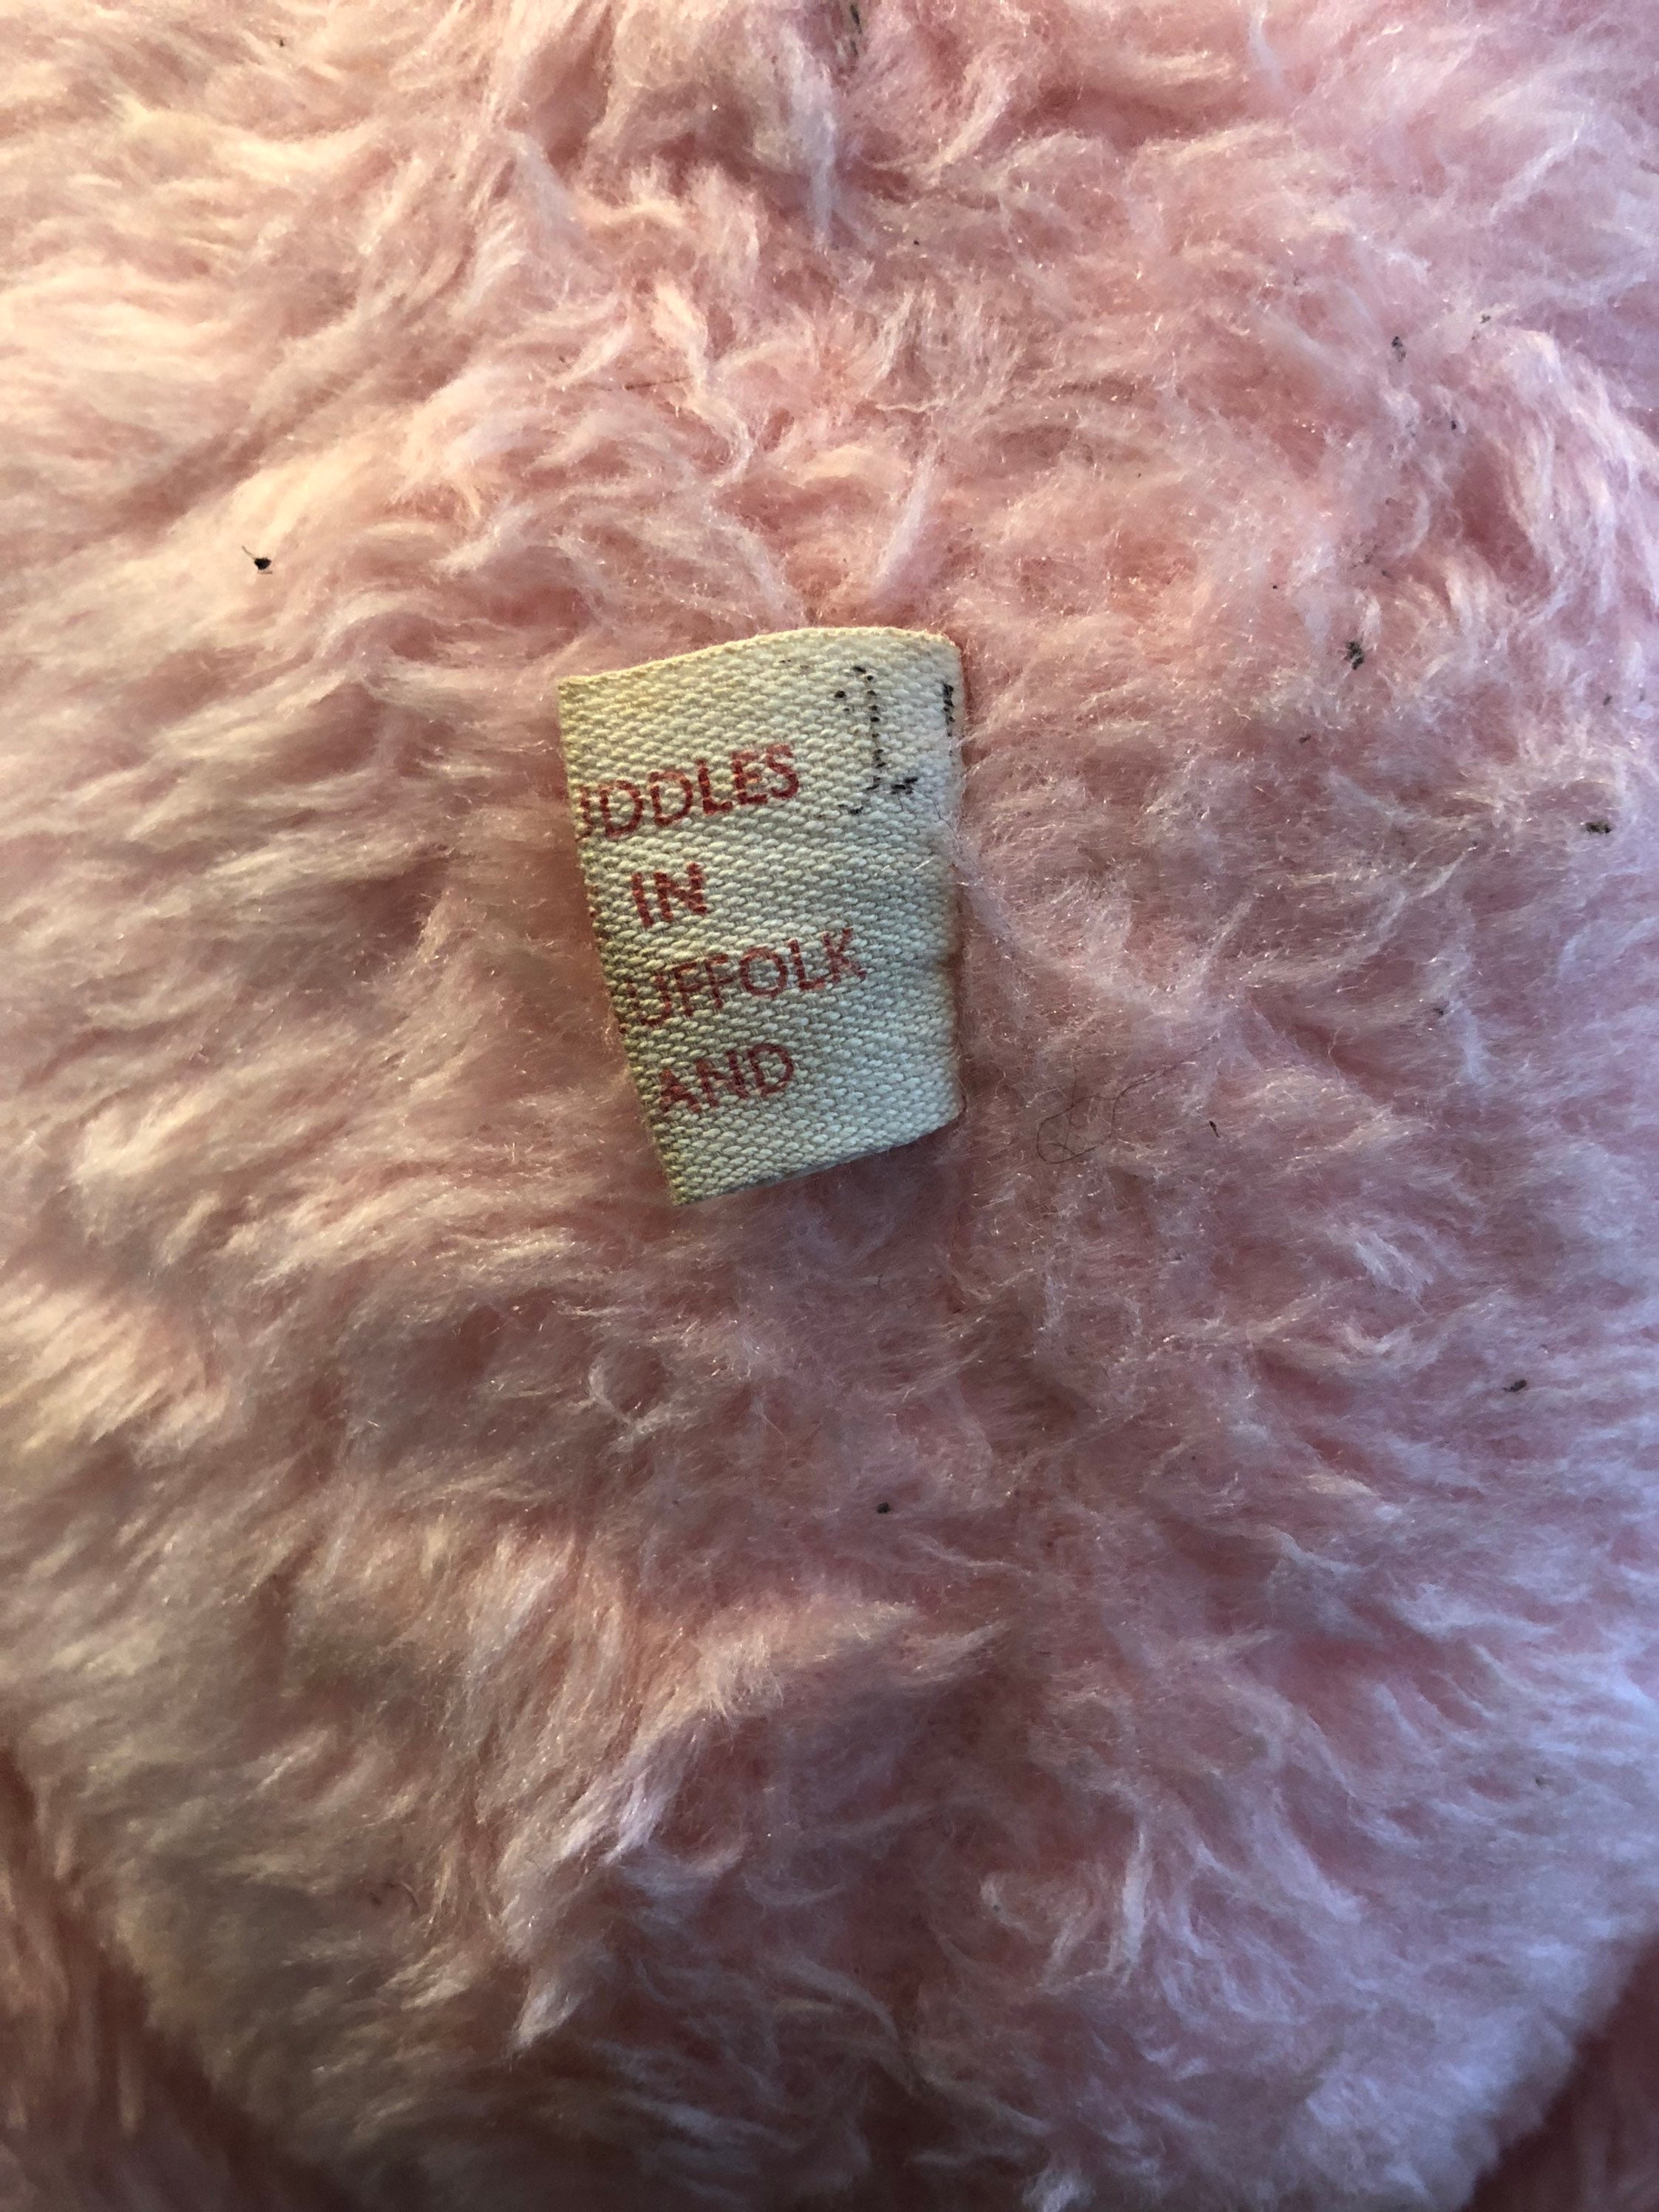 UDDLES
IN
UFFOLK
AND